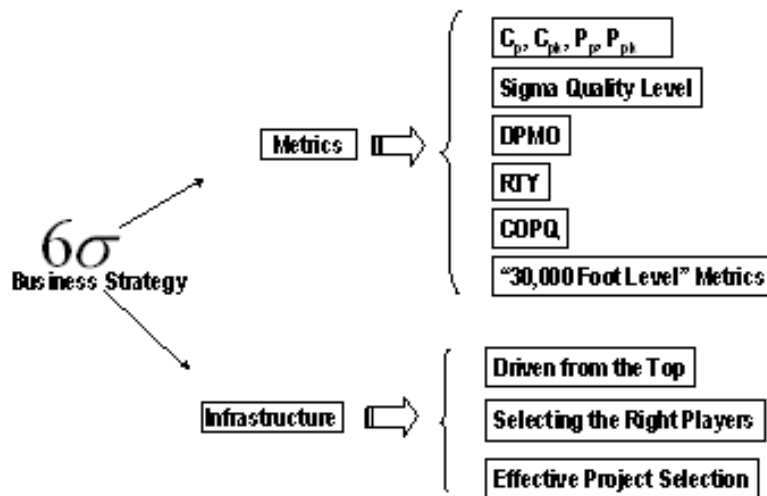 Cp, Cpk, Pp, Ppk
Sigma Quality Level
Metrics
DPMO
RTY
COPQ
6σ
Business Strategy
“30,000 Foot Level” Metrics
Driven from the Top
Infrastructure
Selecting the Right Players
Effective Project Selection